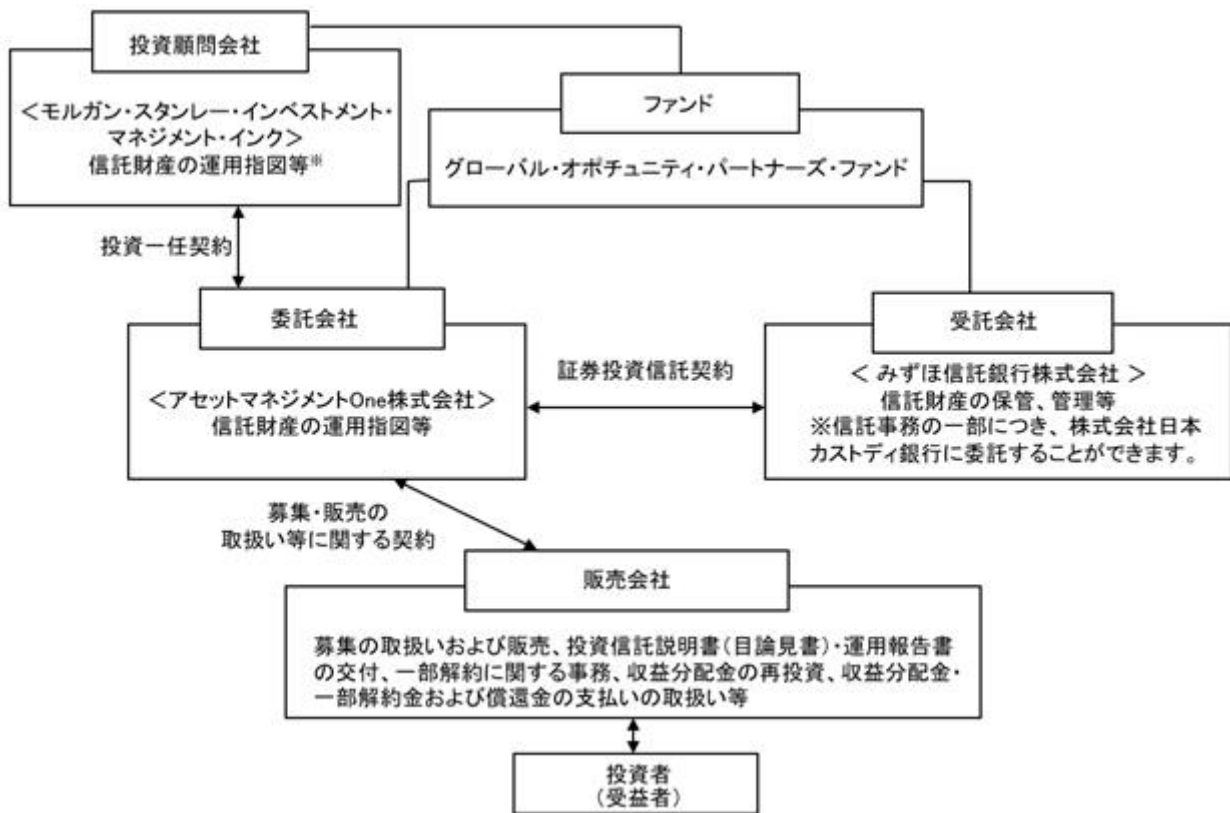 投資顧問会社
＜モルガン・スタンレー・インベストメント・
マネジメント・インク＞
信託財産の運用指図等※
ファンド
グローバル・オポチュニティ・パートナーズ・ファンド
投資一任契約
委託会社
＜アセットマネジメントOne株式会社＞
信託財産の運用指図等
証券投資信託契約
受託会社
＜ みずほ信託銀行株式会社 ＞
信託財産の保管、管理等
※信託事務の一部につき、株式会社日本
カストディ銀行に委託することができます。
募集・販売の
取扱い等に関する契約
販売会社
募集の取扱いおよび販売、投資信託説明書（目論見書）・運用報告書
の交付、一部解約に関する事務、収益分配金の再投資、収益分配金・
一部解約金および償還金の支払いの取扱い等
投資者
（受益者）